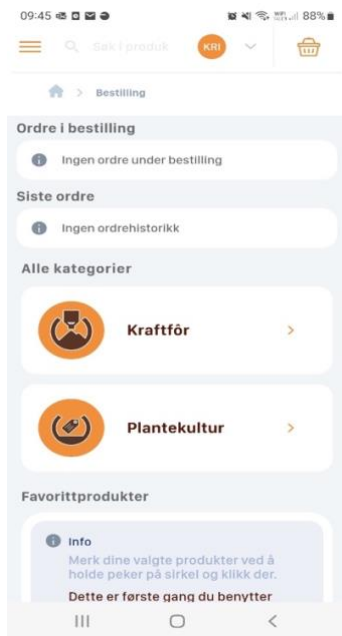 09:45 88%
Søk i produk KRI
> Bestilling
Ordre i bestilling
Ingen ordre under bestilling
Siste ordre
Ingen ordrehistorikk
Alle kategorier
Kraftfôr
Plantekultur
Favorittprodukter
Info
Merk dine valgte produkter ved å
holde peker på sirkel og klikk der.
Dette er første gang du benytter